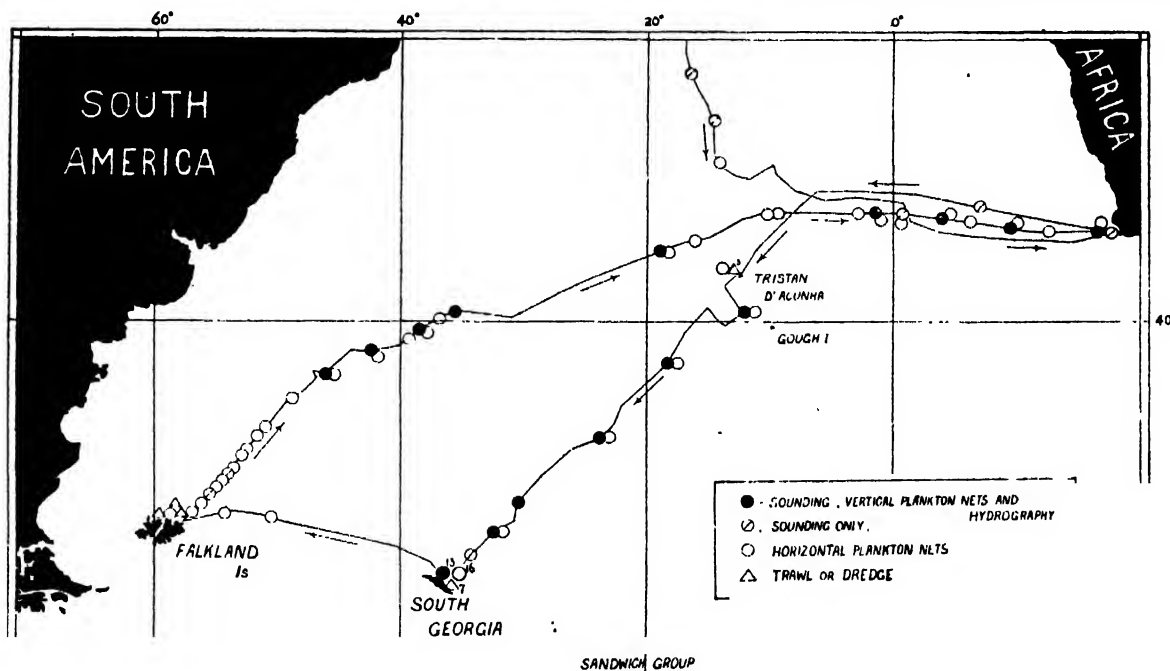 60°
40°
20°
0°
SOUTH
AMERICA
AFRICA
TRISTAN
D'ACUNHA
GOUGH I
40
FALKLAND
Is
13
16
7
SOUTH
GEORGIA
SANDWICH GROUP
SOUNDING, VERTICAL PLANKTON NETS AND
HYDROGRAPHY
SOUNDING ONLY.
HORIZONTAL PLANKTON NETS
TRAWL OR DREDGE